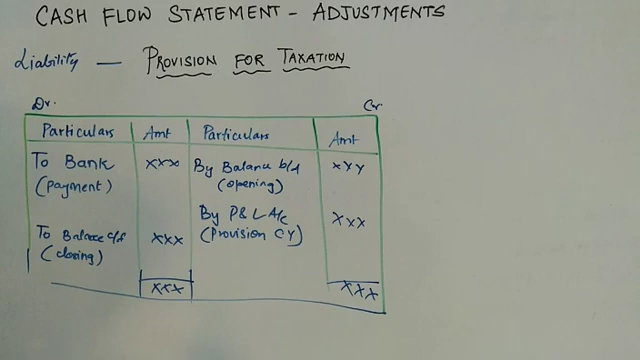 CASH FLOW STATEMENT - ADJUSTMENTS
Liability — PROVISION FOR TAXATION
Dr. Cr.
Particulars Amt Particulars Amt
To Bank xxx By Balance b/d xxx
(payment) (opening)
By P&L A/c xxx
To Balance c/d xxx (Provision CY)
(closing)
xxx xxx